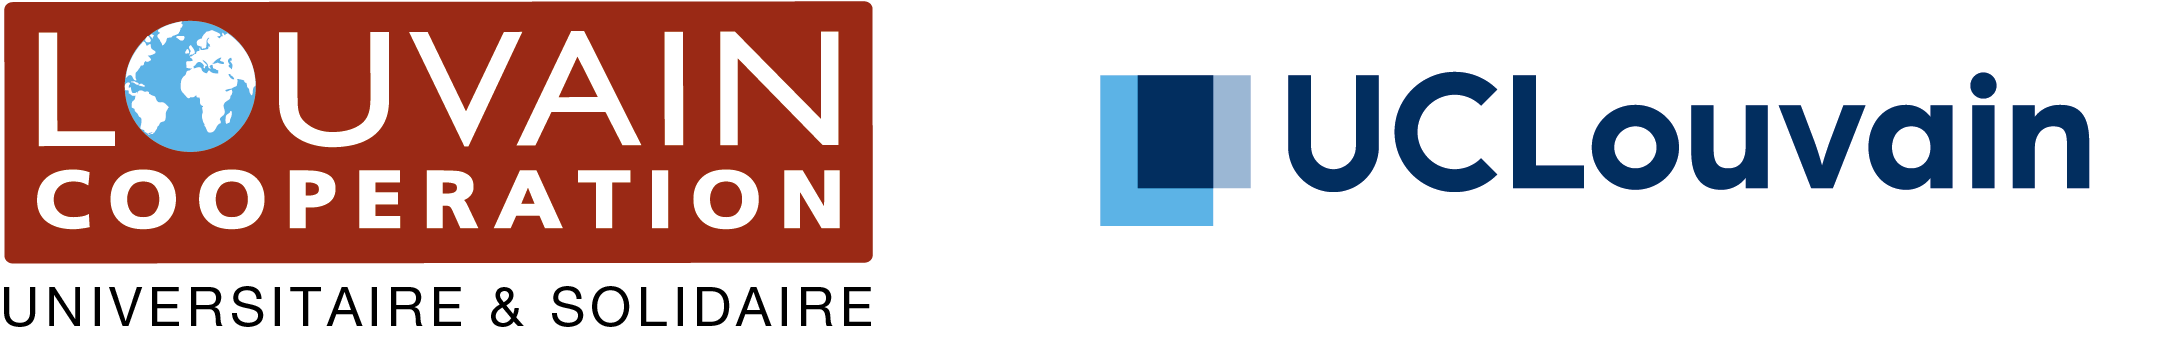 LOUVAIN
COOPERATION
UNIVERSITAIRE & SOLIDAIRE
UCLouvain